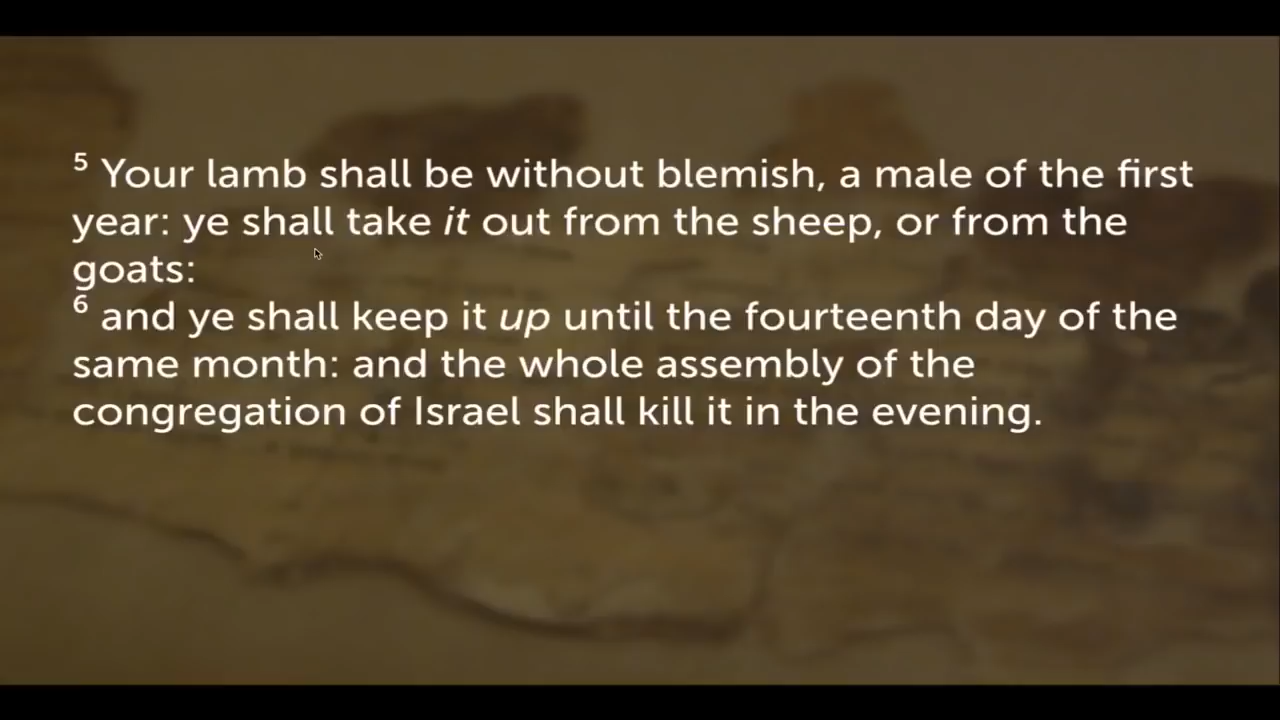 ⁵ Your lamb shall be without blemish, a male of the first
year: ye shall take it out from the sheep, or from the
goats:
⁶ and ye shall keep it up until the fourteenth day of the
same month: and the whole assembly of the
congregation of Israel shall kill it in the evening.